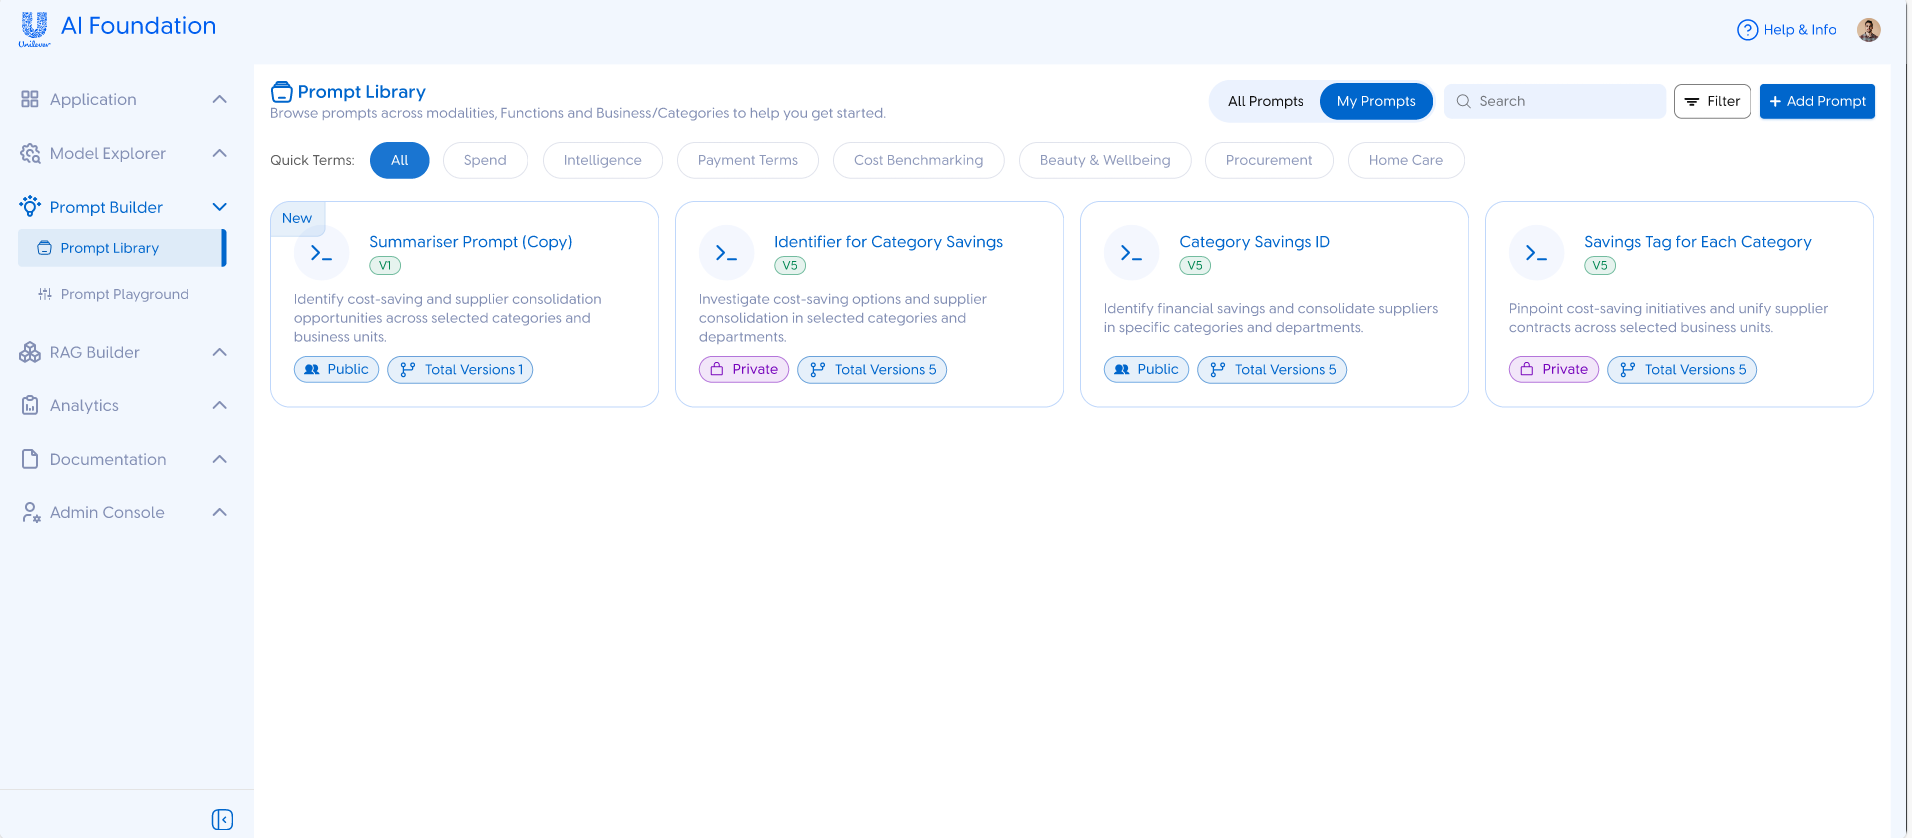 AI Foundation
Unilever
Help & Info
Application
Model Explorer
Prompt Builder
Prompt Library
Prompt Playground
RAG Builder
Analytics
Documentation
Admin Console
Prompt Library
Browse prompts across modalities, Functions and Business/Categories to help you get started.
All Prompts
My Prompts
Search
Filter
+ Add Prompt
Quick Terms:
All
Spend
Intelligence
Payment Terms
Cost Benchmarking
Beauty & Wellbeing
Procurement
Home Care
New
Summariser Prompt (Copy)
V1
Identify cost-saving and supplier consolidation
opportunities across selected categories and
business units.
Public
Total Versions 1
Identifier for Category Savings
V5
Investigate cost-saving options and supplier
consolidation in selected categories and
departments.
Private
Total Versions 5
Category Savings ID
V5
Identify financial savings and consolidate suppliers
in specific categories and departments.
Public
Total Versions 5
Savings Tag for Each Category
V5
Pinpoint cost-saving initiatives and unify supplier
contracts across selected business units.
Private
Total Versions 5